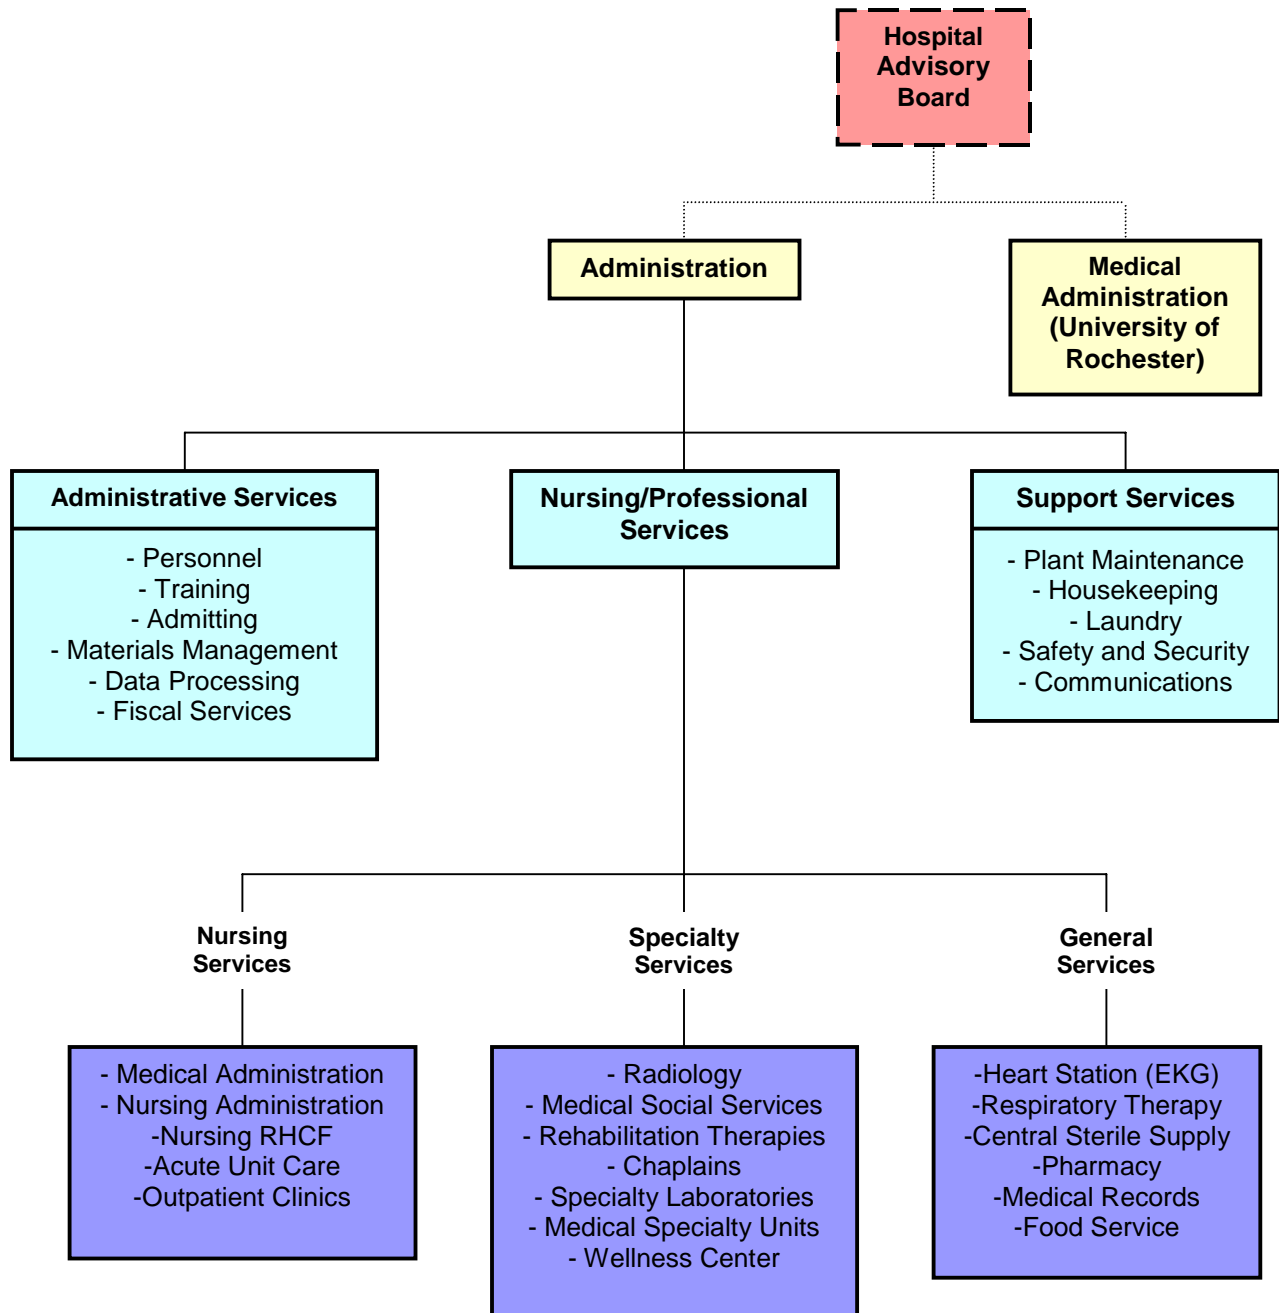 Hospital
Advisory
Board
Administration
Medical
Administration
(University of
Rochester)
Administrative Services
- Personnel
- Training
- Admitting
- Materials Management
- Data Processing
- Fiscal Services
Nursing/Professional
Services
Support Services
- Plant Maintenance
- Housekeeping
- Laundry
- Safety and Security
- Communications
Nursing
Services
- Medical Administration
- Nursing Administration
-Nursing RHCF
-Acute Unit Care
-Outpatient Clinics
Specialty
Services
- Radiology
- Medical Social Services
- Rehabilitation Therapies
- Chaplains
- Specialty Laboratories
- Medical Specialty Units
- Wellness Center
General
Services
-Heart Station (EKG)
-Respiratory Therapy
-Central Sterile Supply
-Pharmacy
-Medical Records
-Food Service